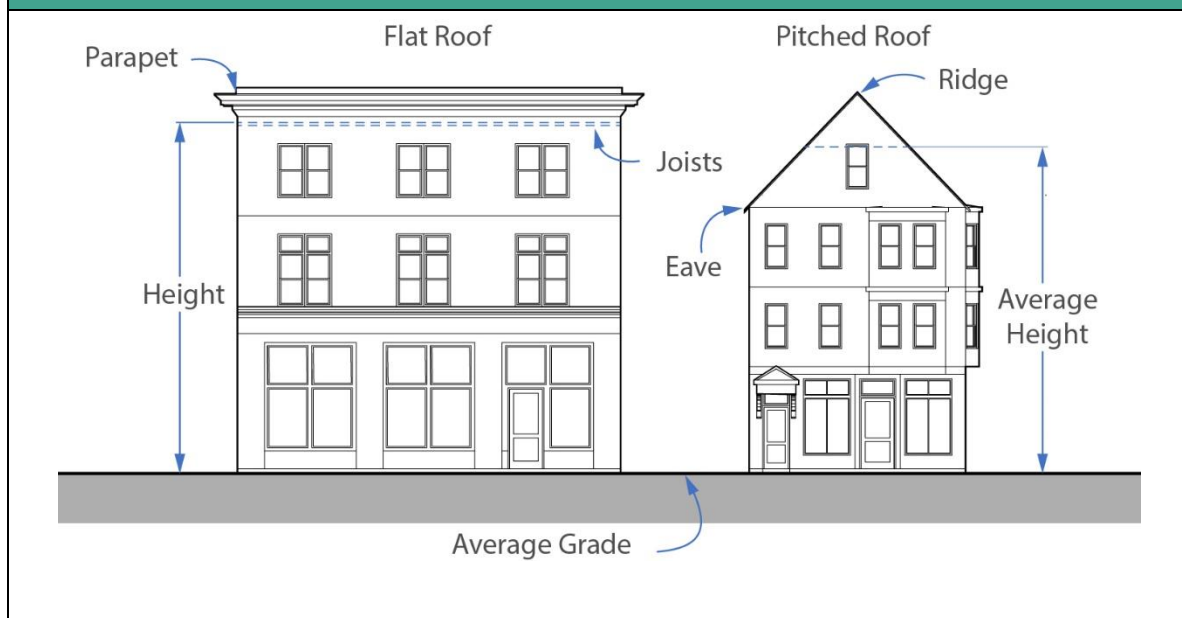 Flat Roof
Pitched Roof
Parapet
Ridge
Joists
Eave
Height
Average
Height
Average Grade